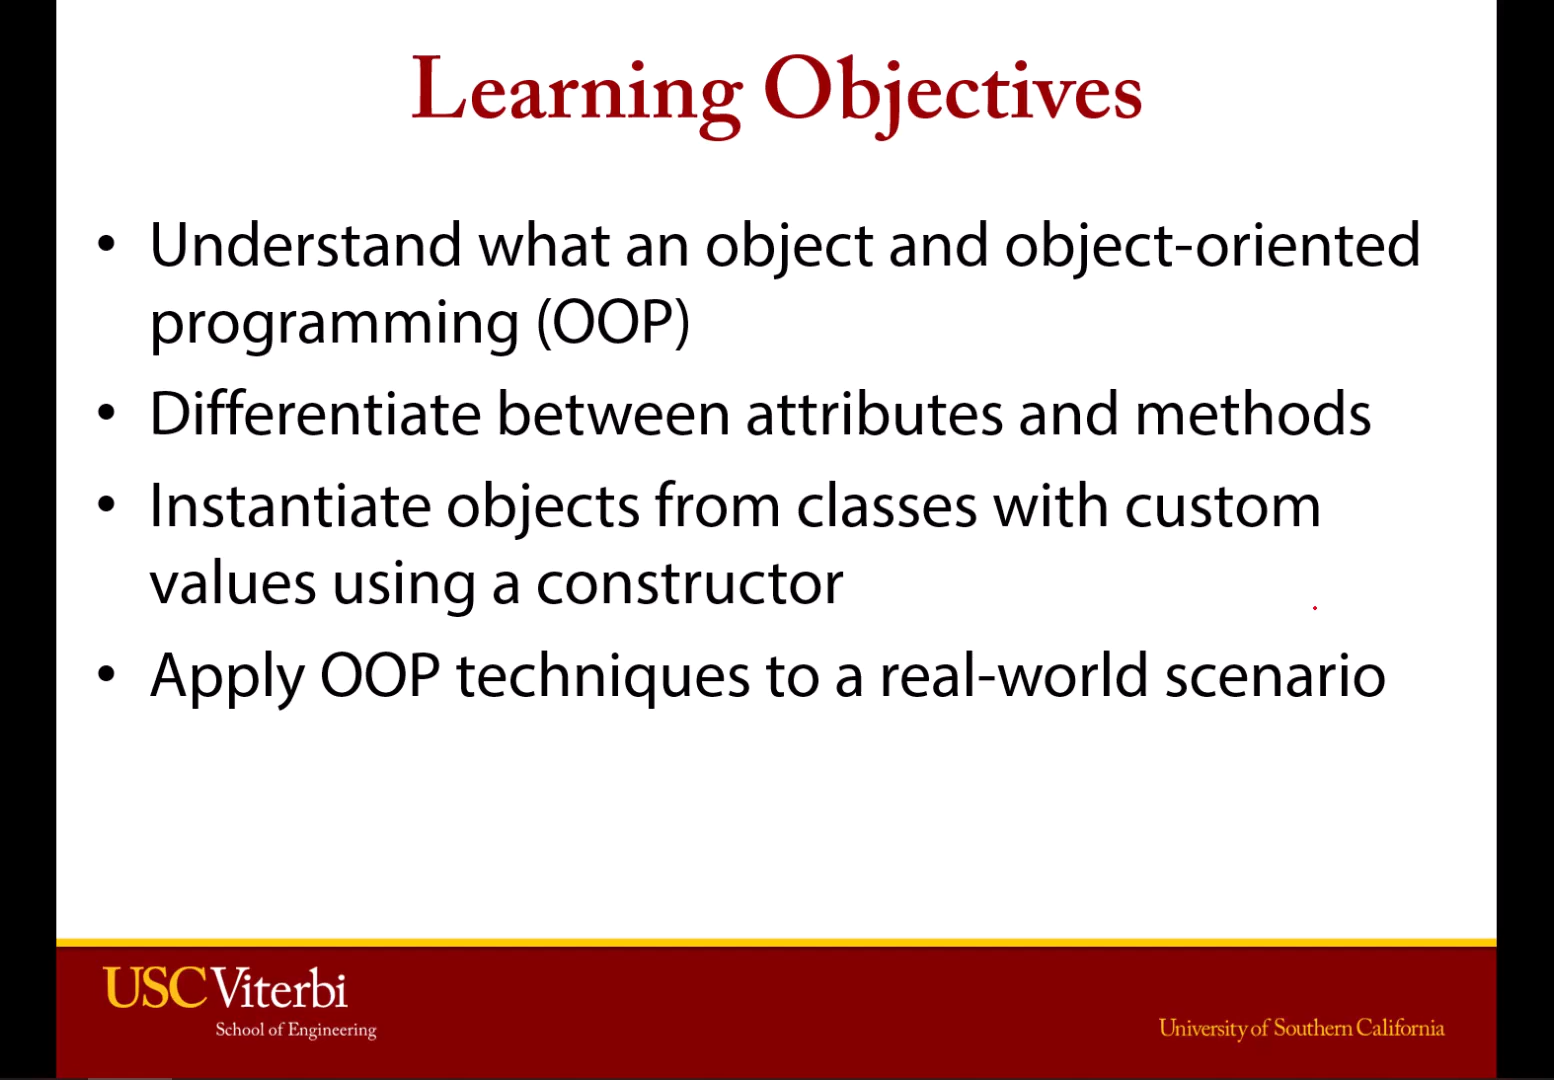 Learning Objectives
• Understand what an object and object-oriented
programming (OOP)
• Differentiate between attributes and methods
• Instantiate objects from classes with custom
values using a constructor
• Apply OOP techniques to a real-world scenario
USC Viterbi
School of Engineering
University of Southern California